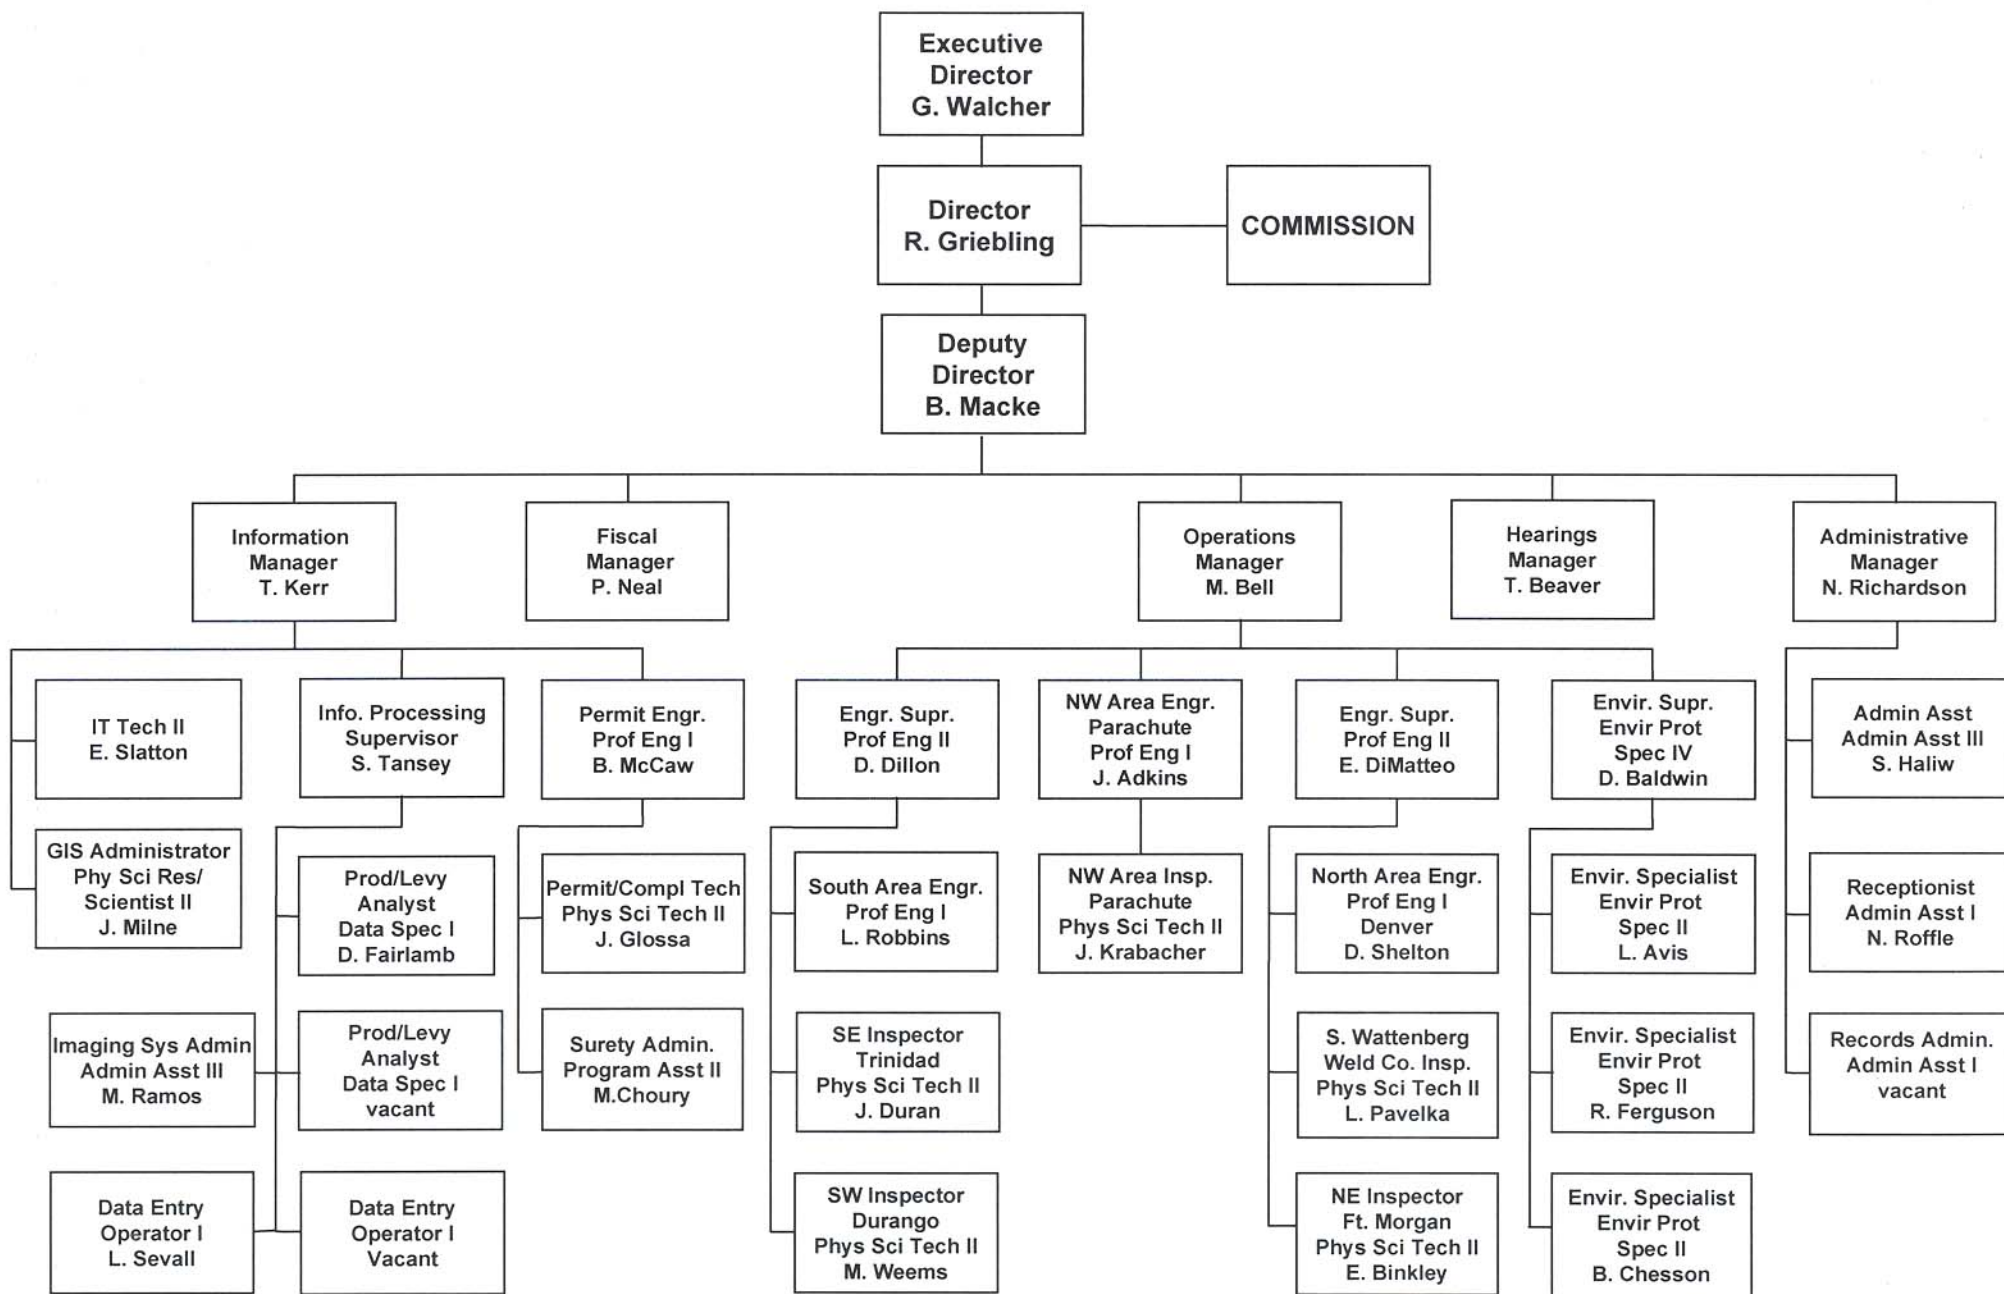 Executive
Director
G. Walcher
Director
R. Griebling
COMMISSION
Deputy
Director
B. Macke
Information
Manager
T. Kerr
Fiscal
Manager
P. Neal
Operations
Manager
M. Bell
Hearings
Manager
T. Beaver
Administrative
Manager
N. Richardson
IT Tech II
E. Slatton
Info. Processing
Supervisor
S. Tansey
Permit Engr.
Prof Eng I
B. McCaw
Engr. Supr.
Prof Eng II
D. Dillon
NW Area Engr.
Parachute
Prof Eng I
J. Adkins
Engr. Supr.
Prof Eng II
E. DiMatteo
Envir. Supr.
Envir Prot
Spec IV
D. Baldwin
Admin Asst
Admin Asst III
S. Haliw
GIS Administrator
Phy Sci Res/
Scientist II
J. Milne
Prod/Levy
Analyst
Data Spec I
D. Fairlamb
Permit/Compl Tech
Phys Sci Tech II
J. Glossa
South Area Engr.
Prof Eng I
L. Robbins
NW Area Insp.
Parachute
Phys Sci Tech II
J. Krabacher
North Area Engr.
Prof Eng I
Denver
D. Shelton
Envir. Specialist
Envir Prot
Spec II
L. Avis
Receptionist
Admin Asst I
N. Roffle
Imaging Sys Admin
Admin Asst III
M. Ramos
Prod/Levy
Analyst
Data Spec I
vacant
Surety Admin.
Program Asst II
M.Choury
SE Inspector
Trinidad
Phys Sci Tech II
J. Duran
S. Wattenberg
Weld Co. Insp.
Phys Sci Tech II
L. Pavelka
Envir. Specialist
Envir Prot
Spec II
R. Ferguson
Records Admin.
Admin Asst I
vacant
Data Entry
Operator I
L. Sevall
Data Entry
Operator I
Vacant
SW Inspector
Durango
Phys Sci Tech II
M. Weems
NE Inspector
Ft. Morgan
Phys Sci Tech II
E. Binkley
Envir. Specialist
Envir Prot
Spec II
B. Chesson